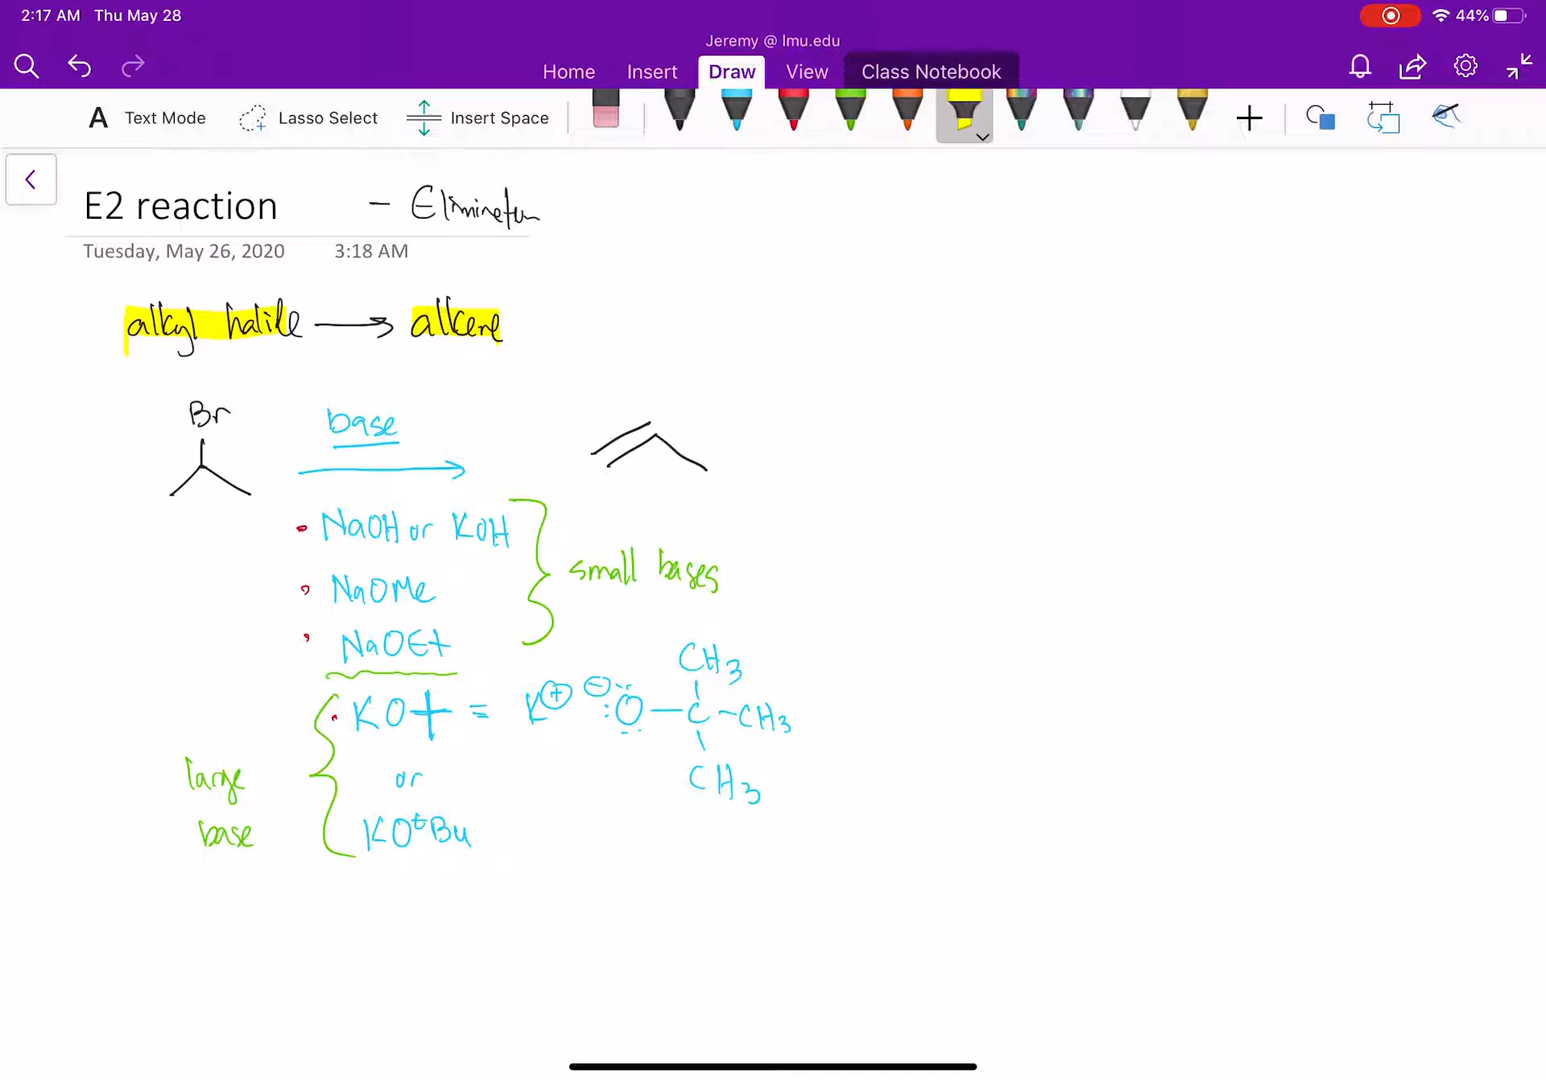 2:17 AM Thu May 28
44%
Jeremy @ lmu.edu
Home Insert Draw View Class Notebook
A Text Mode Lasso Select Insert Space
E2 reaction - Elimination
Tuesday, May 26, 2020 3:18 AM
alkyl halide → alkene
Br
base
NaOH or KOH
small bases
NaOMe
NaOEt
CH3
KO = K⊕ ⊖ :O—C–CH3
CH3
large
base
or
KOtBu